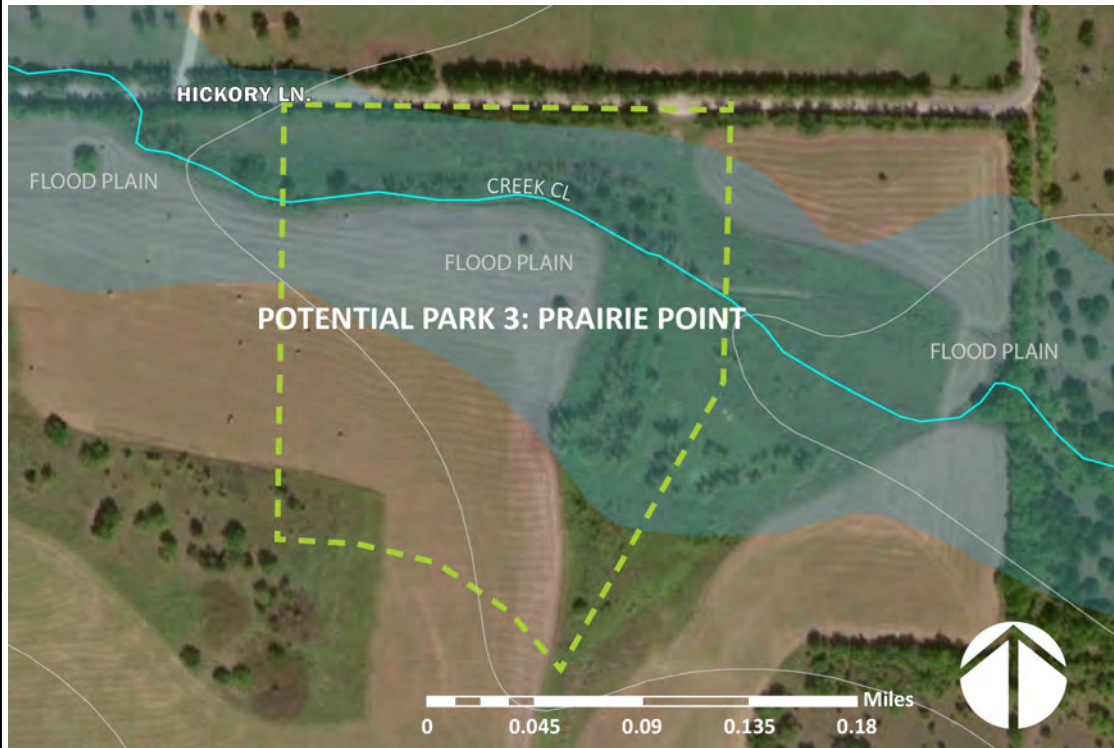 HICKORY LN.
FLOOD PLAIN
CREEK CL
FLOOD PLAIN
POTENTIAL PARK 3: PRAIRIE POINT
FLOOD PLAIN
Miles
0 0.045 0.09 0.135 0.18